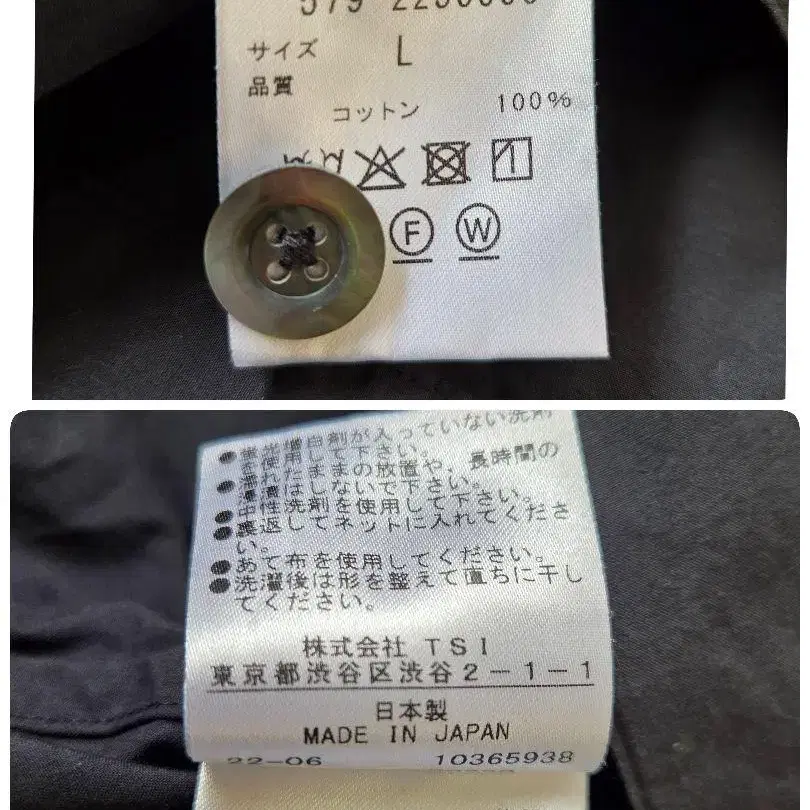 サイズ L
品質
コットン 100%
F W
●蛍光増白剤が入っていない洗剤
を使用して下さい。
●濡れたままの放置や、長時間の
浸漬はしないで下さい。
●中性洗剤を使用して下さい。
●裏返してネットに入れてくださ
い。
●あて布を使用してください。
●洗濯後は形を整えて直ちに干し
てください。
株式会社 TSI
東京都渋谷区渋谷2-1-1
日本製
MADE IN JAPAN
22-06 10365938